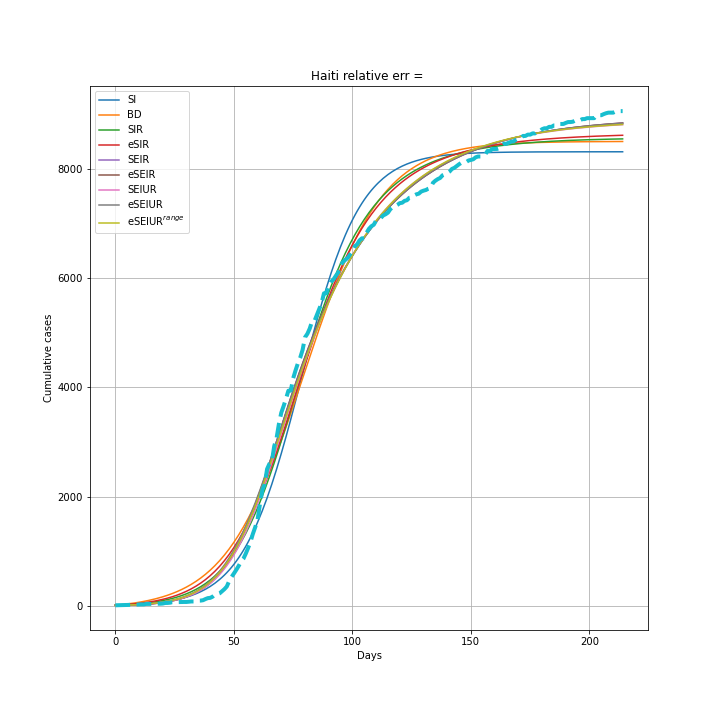 Haiti relative err =
SI
BD
SIR
eSIR
SEIR
eSEIR
SEIUR
eSEIUR
eSEIUR^range
8000
6000
4000
2000
0
Cumulative cases
0 50 100 150 200
Days